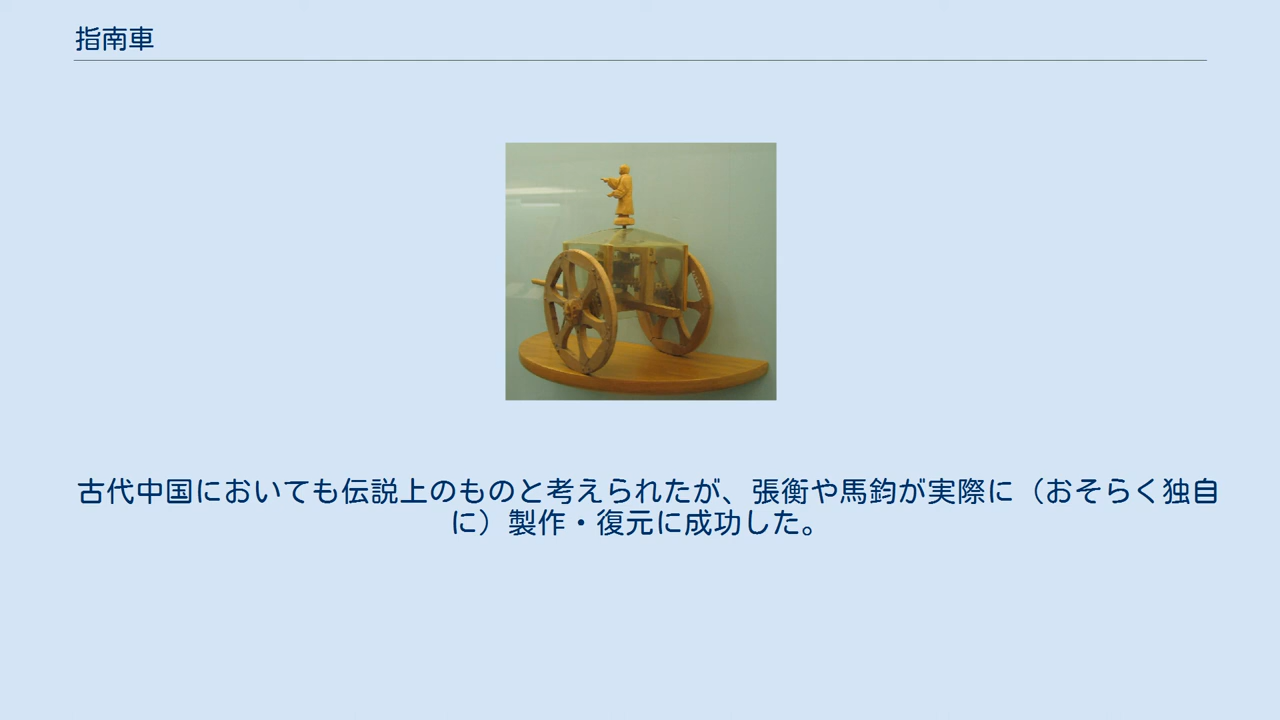 指南車
古代中国においても伝説上のものと考えられたが、張衡や馬鈞が実際に（おそらく独自
に）製作・復元に成功した。